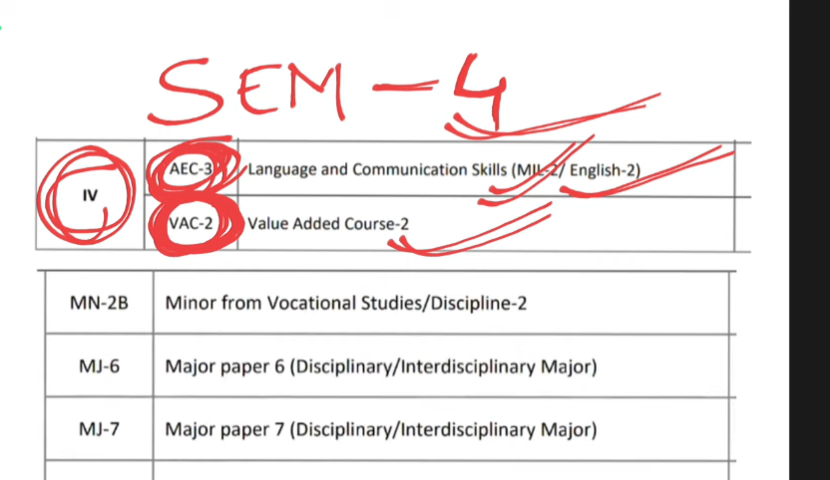 SEM - 4
IV
AEC-3 Language and Communication Skills (MIL-2/ English-2)
VAC-2 Value Added Course-2
MN-2B Minor from Vocational Studies/Discipline-2
MJ-6 Major paper 6 (Disciplinary/Interdisciplinary Major)
MJ-7 Major paper 7 (Disciplinary/Interdisciplinary Major)